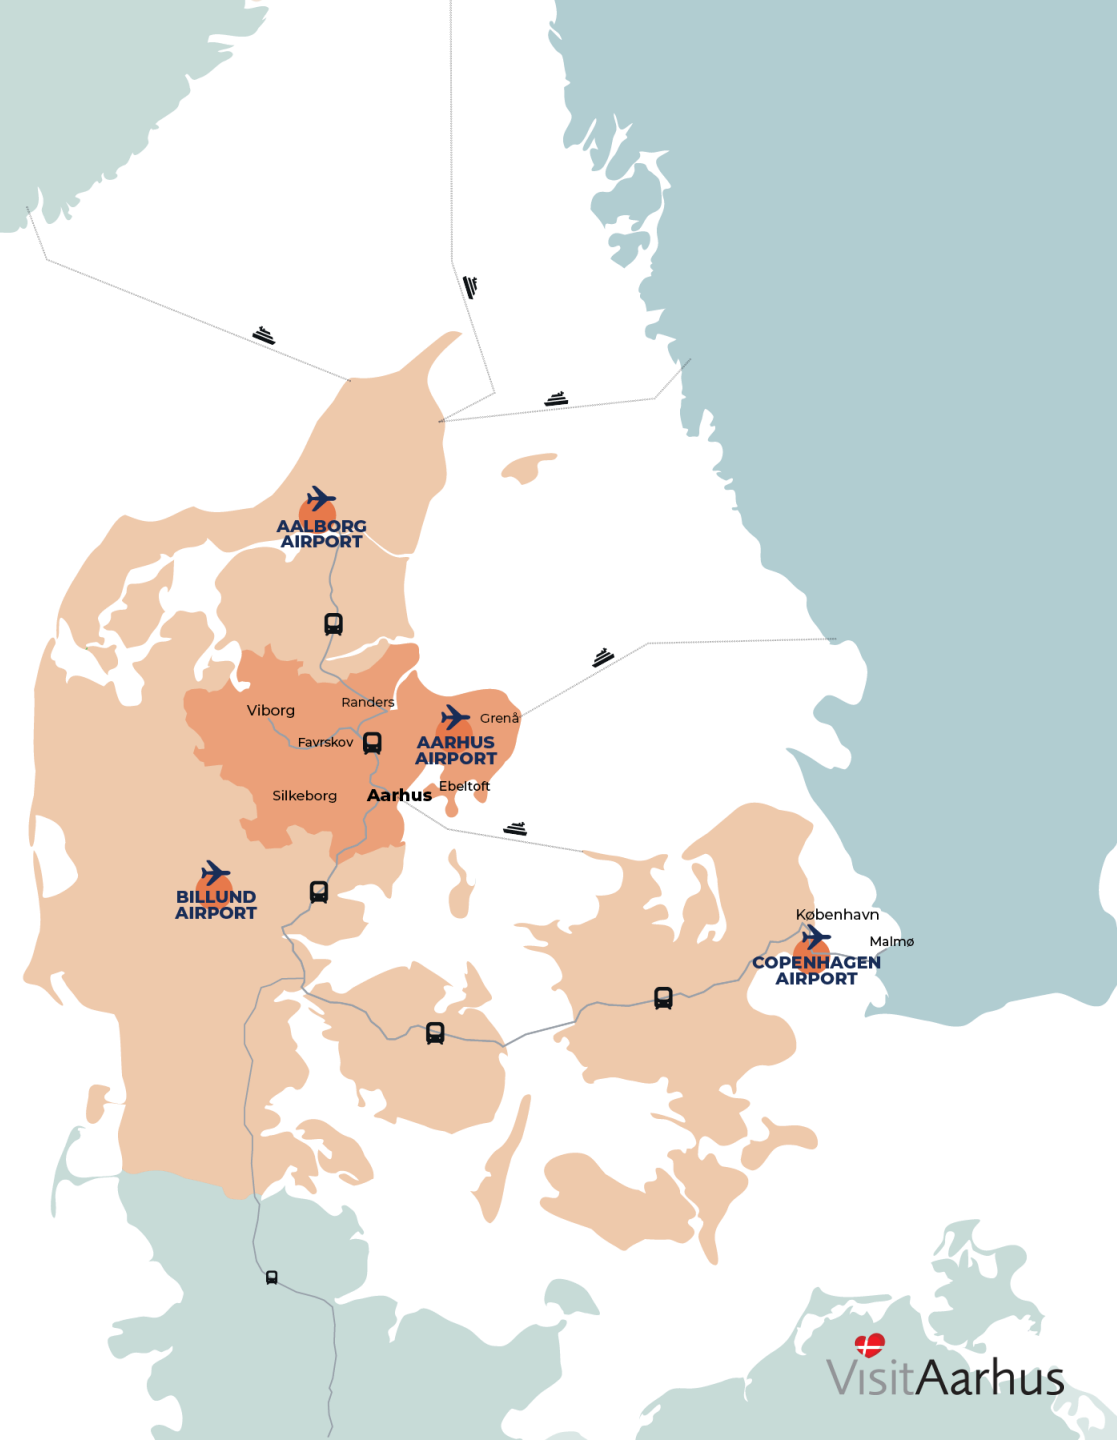 AALBORG
AIRPORT
Randers
Viborg
Grenå
Favrskov
AARHUS
AIRPORT
Ebeltoft
Silkeborg
Aarhus
BILLUND
AIRPORT
København
Malmø
COPENHAGEN
AIRPORT
VisitAarhus